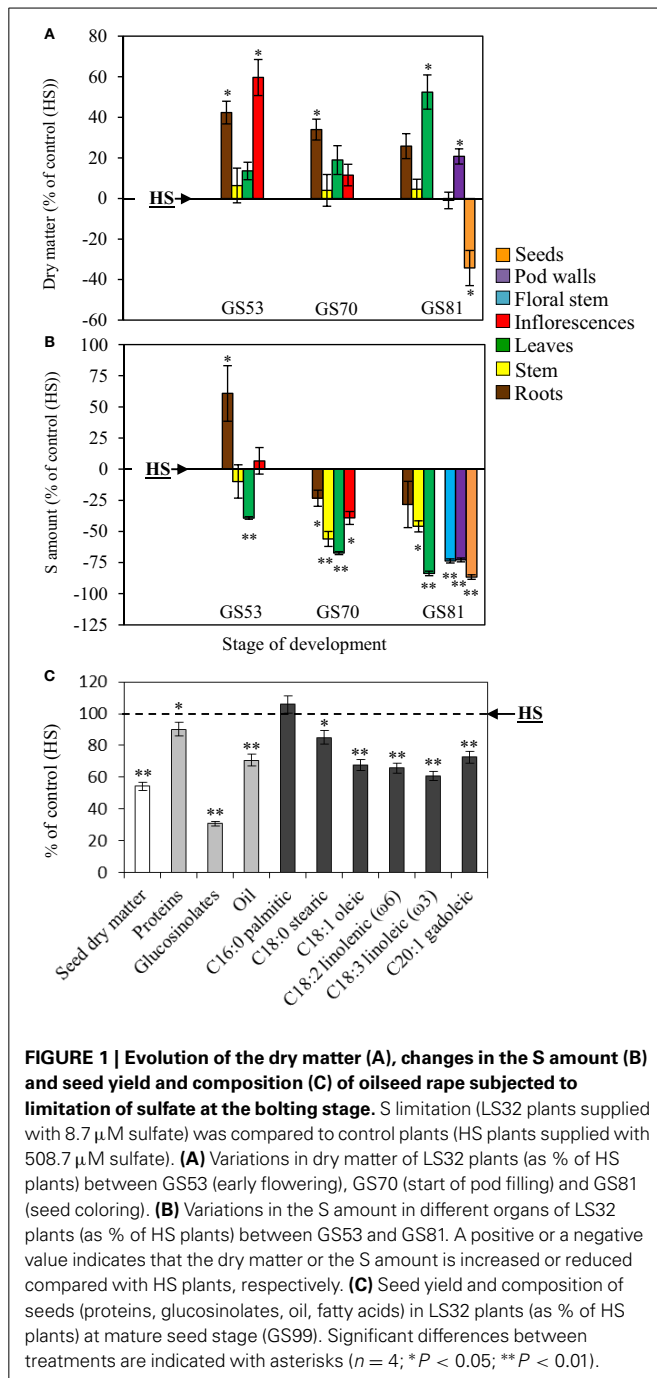 A
80
60
40
20
0
-20
-40
-60
Dry matter (% of control (HS))
HS
*
*
*
*
*
*
GS53
GS70
GS81
Seeds
Pod walls
Floral stem
Inflorescences
Leaves
Stem
Roots
B
100
75
50
25
0
-25
-50
-75
-100
-125
S amount (% of control (HS))
HS
*
**
*
**
**
*
*
**
**
**
**
GS53
GS70
GS81
Stage of development
C
120
100
80
60
40
20
0
% of control (HS)
HS
**
*
**
**
*
**
**
**
**
Seed dry matter
Proteins
Glucosinolates
Oil
C16:0 palmitic
C18:0 stearic
C18:1 oleic
C18:2 linolenic (ω6)
C18:3 linoleic (ω3)
C20:1 gadoleic
FIGURE 1 | Evolution of the dry matter (A), changes in the S amount (B)
and seed yield and composition (C) of oilseed rape subjected to
limitation of sulfate at the bolting stage. S limitation (LS32 plants supplied
with 8.7 μM sulfate) was compared to control plants (HS plants supplied with
508.7 μM sulfate). (A) Variations in dry matter of LS32 plants (as % of HS
plants) between GS53 (early flowering), GS70 (start of pod filling) and GS81
(seed coloring). (B) Variations in the S amount in different organs of LS32
plants (as % of HS plants) between GS53 and GS81. A positive or a negative
value indicates that the dry matter or the S amount is increased or reduced
compared with HS plants, respectively. (C) Seed yield and composition of
seeds (proteins, glucosinolates, oil, fatty acids) in LS32 plants (as % of HS
plants) at mature seed stage (GS99). Significant differences between
treatments are indicated with asterisks (n = 4; *P < 0.05; **P < 0.01).